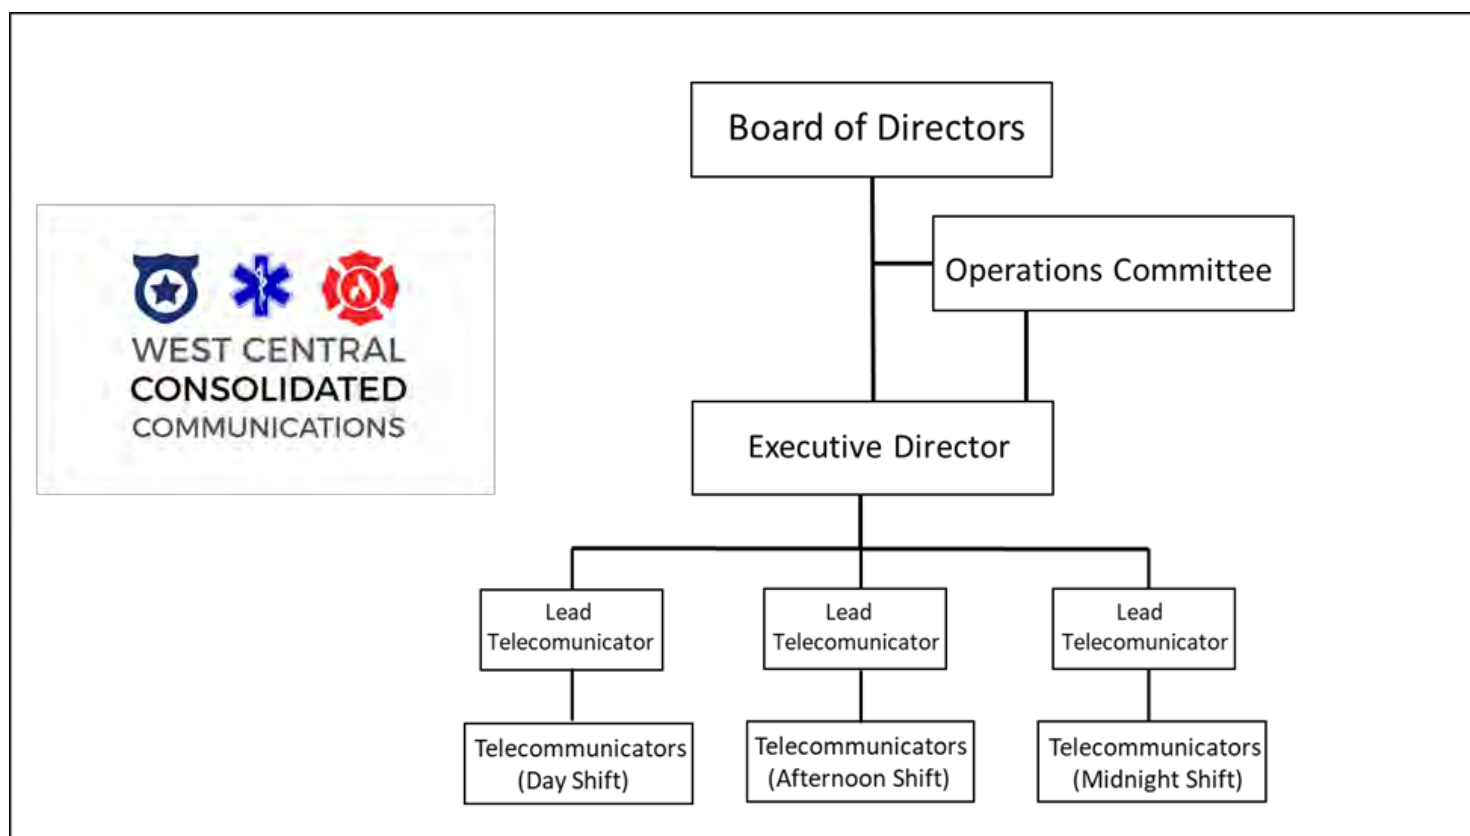 Board of Directors
Operations Committee
WEST CENTRAL
CONSOLIDATED
COMMUNICATIONS
Executive Director
Lead
Telecomunicator
Lead
Telecomunicator
Lead
Telecomunicator
Telecommunicators
(Day Shift)
Telecommunicators
(Afternoon Shift)
Telecommunicators
(Midnight Shift)